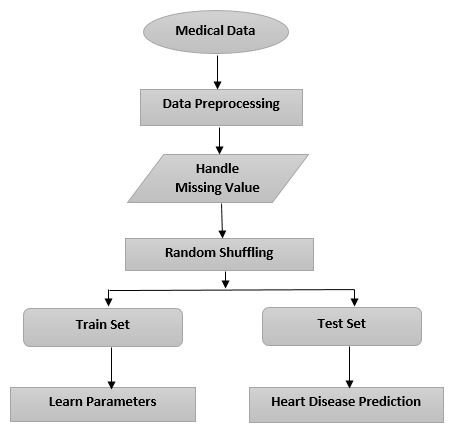 Medical Data
Data Preprocessing
Handle
Missing Value
Random Shuffling
Train Set
Test Set
Learn Parameters
Heart Disease Prediction